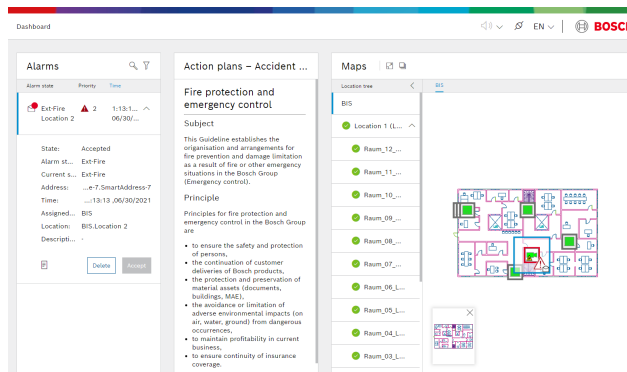 Dashboard
EN
BOSC
Alarms
Alarm state Priority Time
Ext-Fire 2 1:13:1...
Location 2 06/30/...
State: Accepted
Alarm st... Ext-Fire
Current s... Ext-Fire
Address: ...e-7.SmartAddress-7
Time: ...:13:13 ,06/30/2021
Assigned... BIS
Location: BIS.Location 2
Descripti... -
Delete Accept
Action plans – Accident ...
Fire protection and
emergency control
Subject
This Guideline establishes the
organisation and arrangements for
fire prevention and damage limitation
as a result of fire or other emergency
situations in the Bosch Group
(Emergency control).
Principle
Principles for fire protection and
emergency control in the Bosch Group
are
• to ensure the safety and protection
of persons,
• the continuation of customer
deliveries of Bosch products,
• the protection and preservation of
material assets (documents,
buildings, MAE),
• the avoidance or limitation of
adverse environmental impacts (on
air, water, ground) from dangerous
occurrences,
• to maintain profitability in current
business,
• to ensure continuity of insurance
coverage.
Maps
Location tree
BIS
Location 1 (L...
Raum_12_...
Raum_11_...
Raum_10_...
Raum_09_...
Raum_08_...
Raum_07_...
Raum_06_L...
Raum_05_L...
Raum_04_L...
Raum_03_L...
BIS